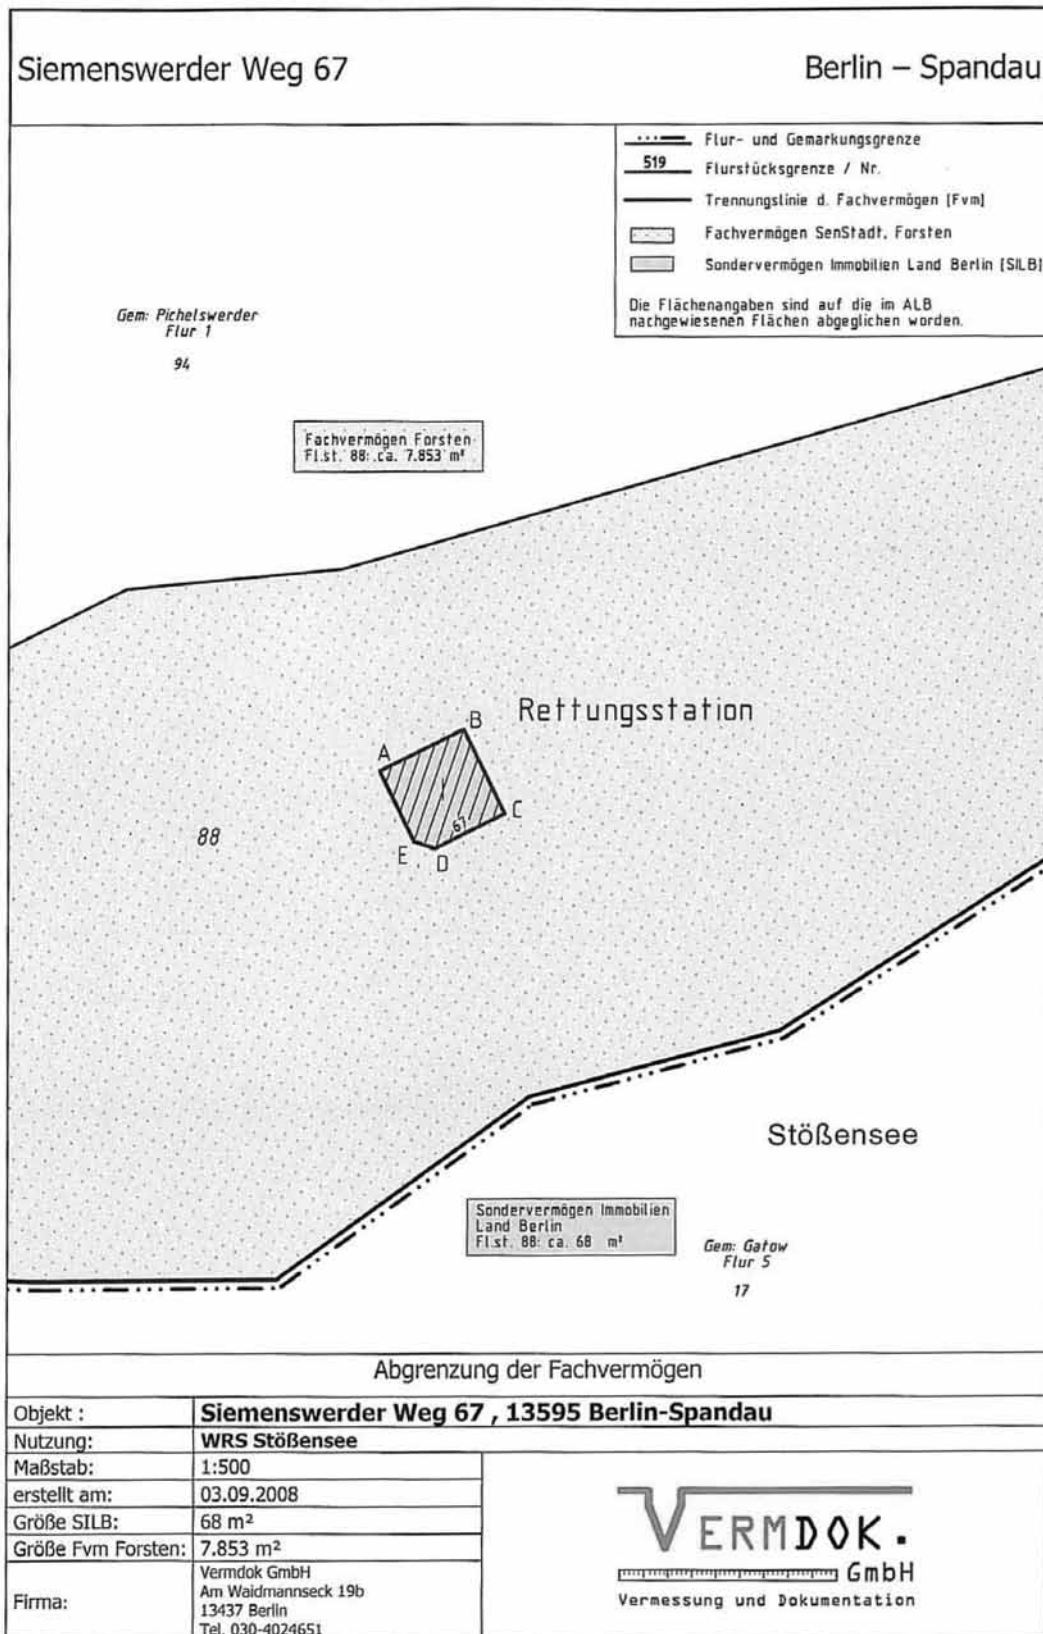 Siemenswerder Weg 67
Berlin – Spandau
Flur- und Gemarkungsgrenze
519 Flurstücksgrenze / Nr.
Trennungslinie d. Fachvermögen (Fvm)
Fachvermögen SenStadt, Forsten
Sondervermögen Immobilien Land Berlin (SILB)
Die Flächenangaben sind auf die im ALB
nachgewiesenen Flächen abgeglichen worden.
Gem: Pichelswerder
Flur 1
94
Fachvermögen Forsten
Fl.st. 88: ca. 7.853 m²
Rettungsstation
A
B
C
D
E
67
88
Stößensee
Sondervermögen Immobilien
Land Berlin
Fl.st. 88: ca. 68 m²
Gem: Gatow
Flur 5
17
Abgrenzung der Fachvermögen
Objekt : Siemenswerder Weg 67 , 13595 Berlin-Spandau
Nutzung: WRS Stößensee
Maßstab: 1:500
erstellt am: 03.09.2008
Größe SILB: 68 m²
Größe Fvm Forsten: 7.853 m²
Firma:
Vermdok GmbH
Am Waidmannseck 19b
13437 Berlin
Tel. 030-4024651
VERMDOK.
GmbH
Vermessung und Dokumentation